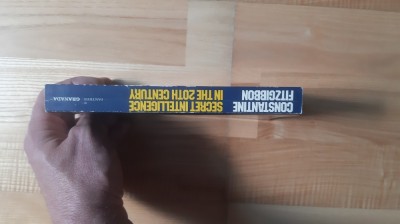 CONSTANTINE
FITZGIBBON
SECRET INTELLIGENCE
IN THE 20TH CENTURY
GRANADA